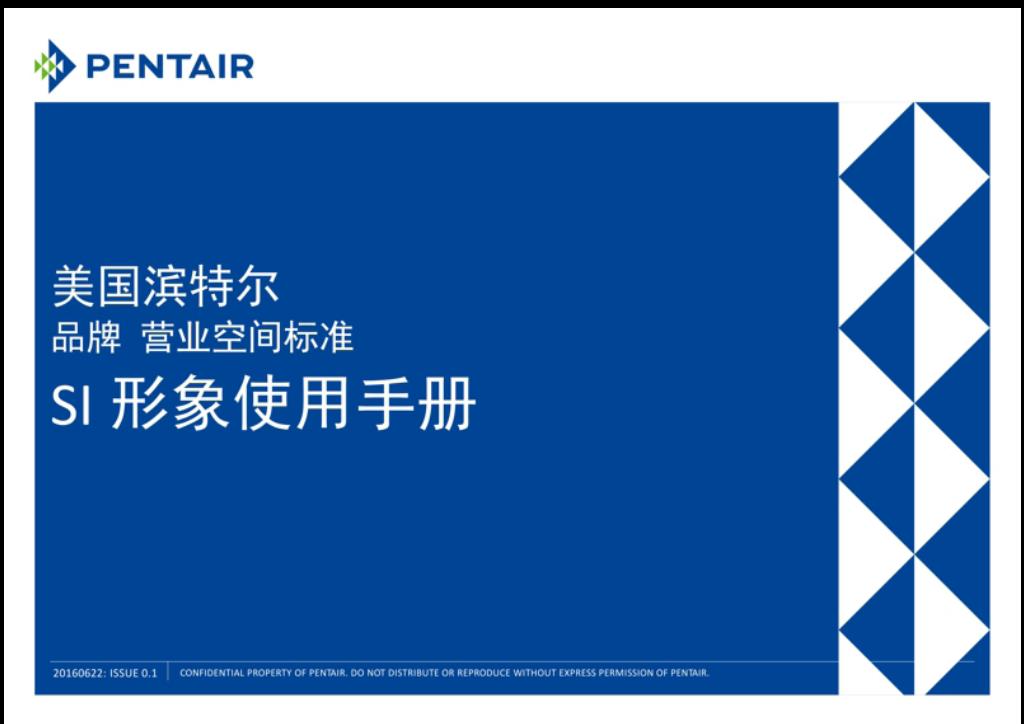 PENTAIR
美国滨特尔
品牌 营业空间标准
SI 形象使用手册
20160622: ISSUE 0.1 CONFIDENTIAL PROPERTY OF PENTAIR. DO NOT DISTRIBUTE OR REPRODUCE WITHOUT EXPRESS PERMISSION OF PENTAIR.